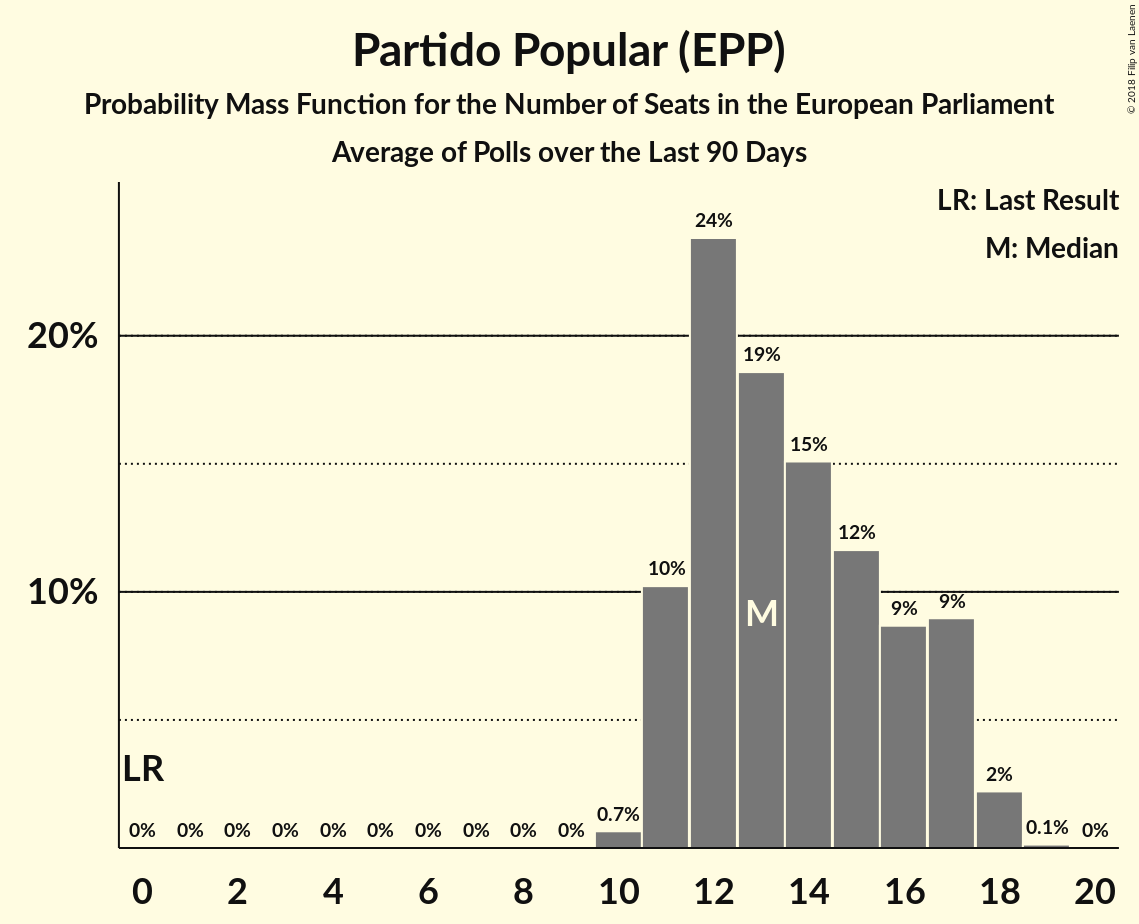 Partido Popular (EPP)
Probability Mass Function for the Number of Seats in the European Parliament
Average of Polls over the Last 90 Days
© 2018 Filip van Laenen
LR: Last Result
M: Median
20%
10%
24%
19%
15%
12%
10%
9%
9%
M
LR
2%
0% 0% 0% 0% 0% 0% 0% 0% 0% 0% 0.7% 0.1% 0%
0 2 4 6 8 10 12 14 16 18 20